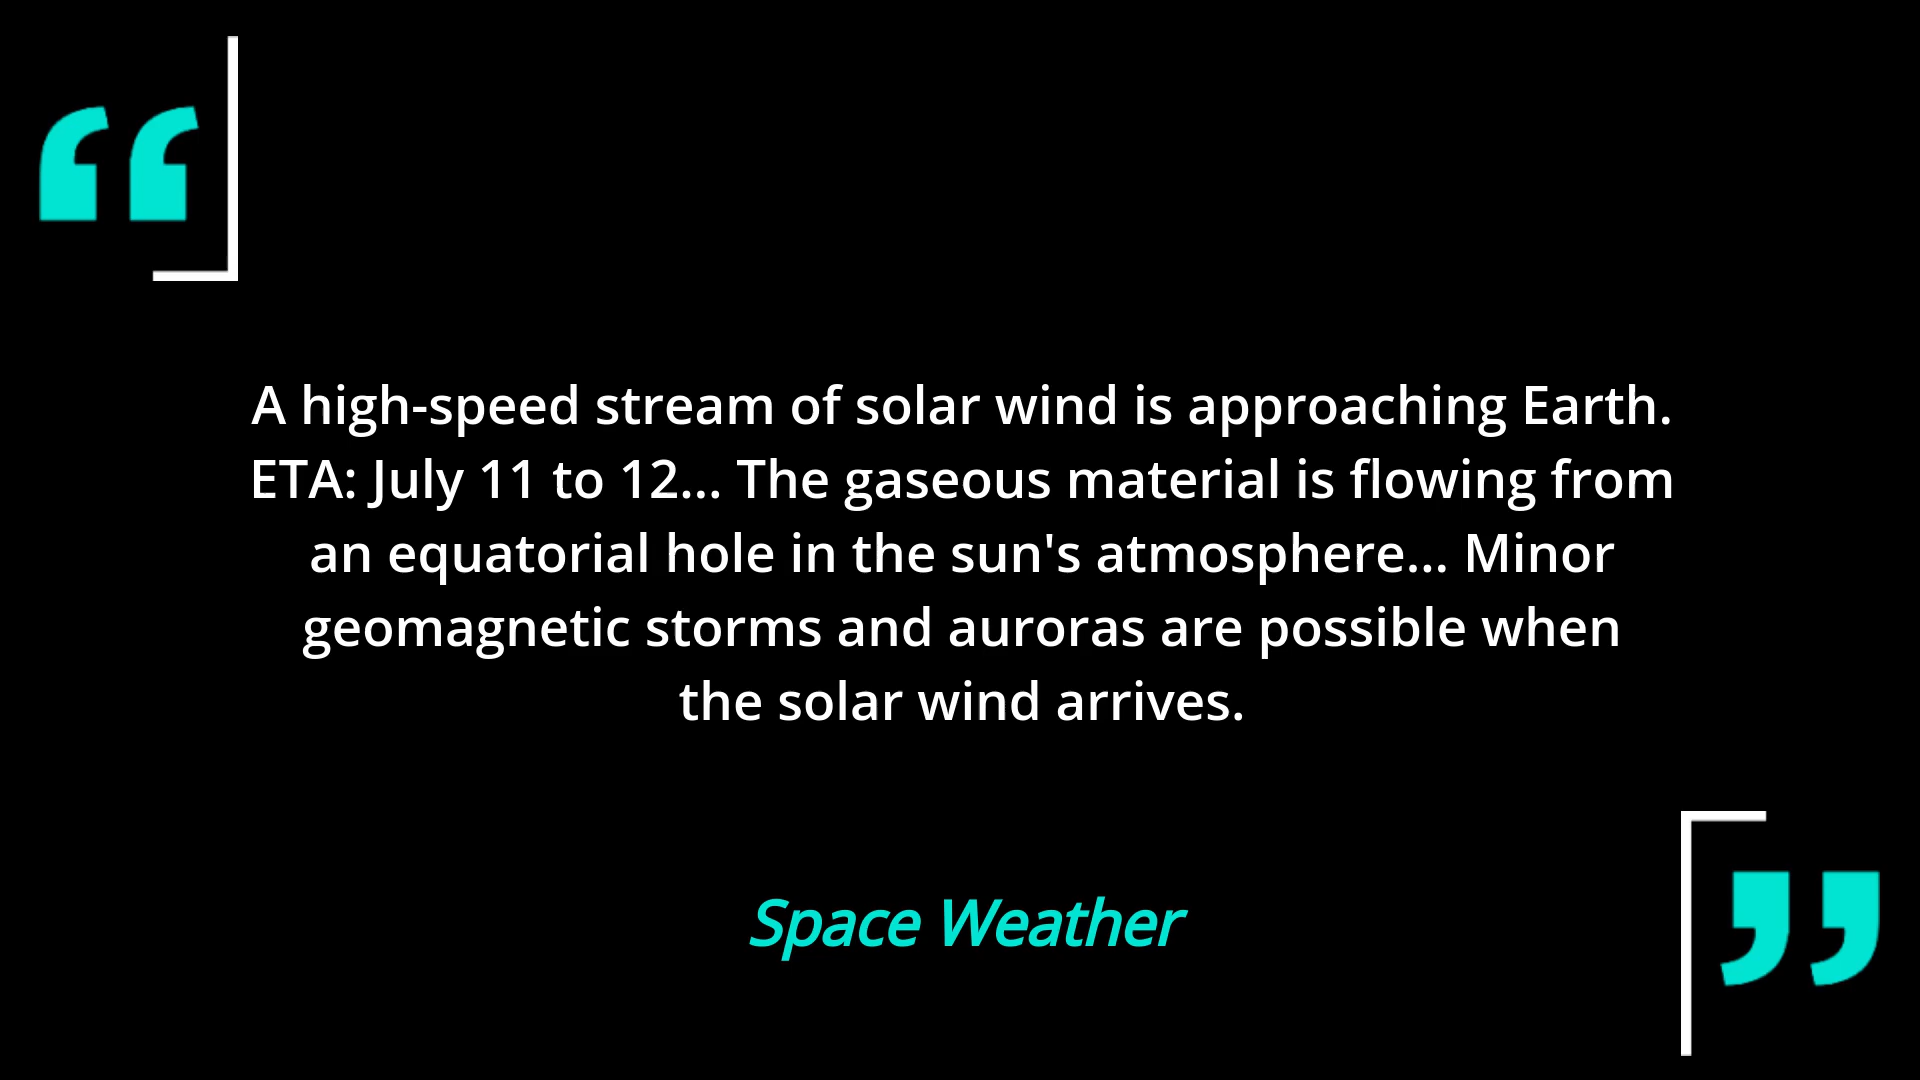 “
A high-speed stream of solar wind is approaching Earth.
ETA: July 11 to 12... The gaseous material is flowing from
an equatorial hole in the sun's atmosphere... Minor
geomagnetic storms and auroras are possible when
the solar wind arrives.
Space Weather
”